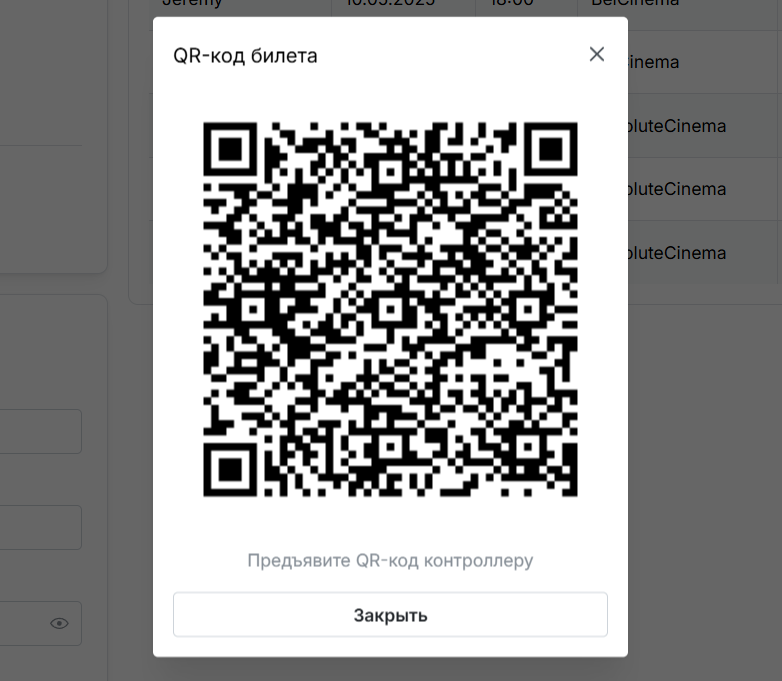 Jeremy 10.05.2025 18:00 BelCinema
QR-код билета
Cinema
oluteCinema
oluteCinema
oluteCinema
Предъявите QR-код контроллеру
Закрыть